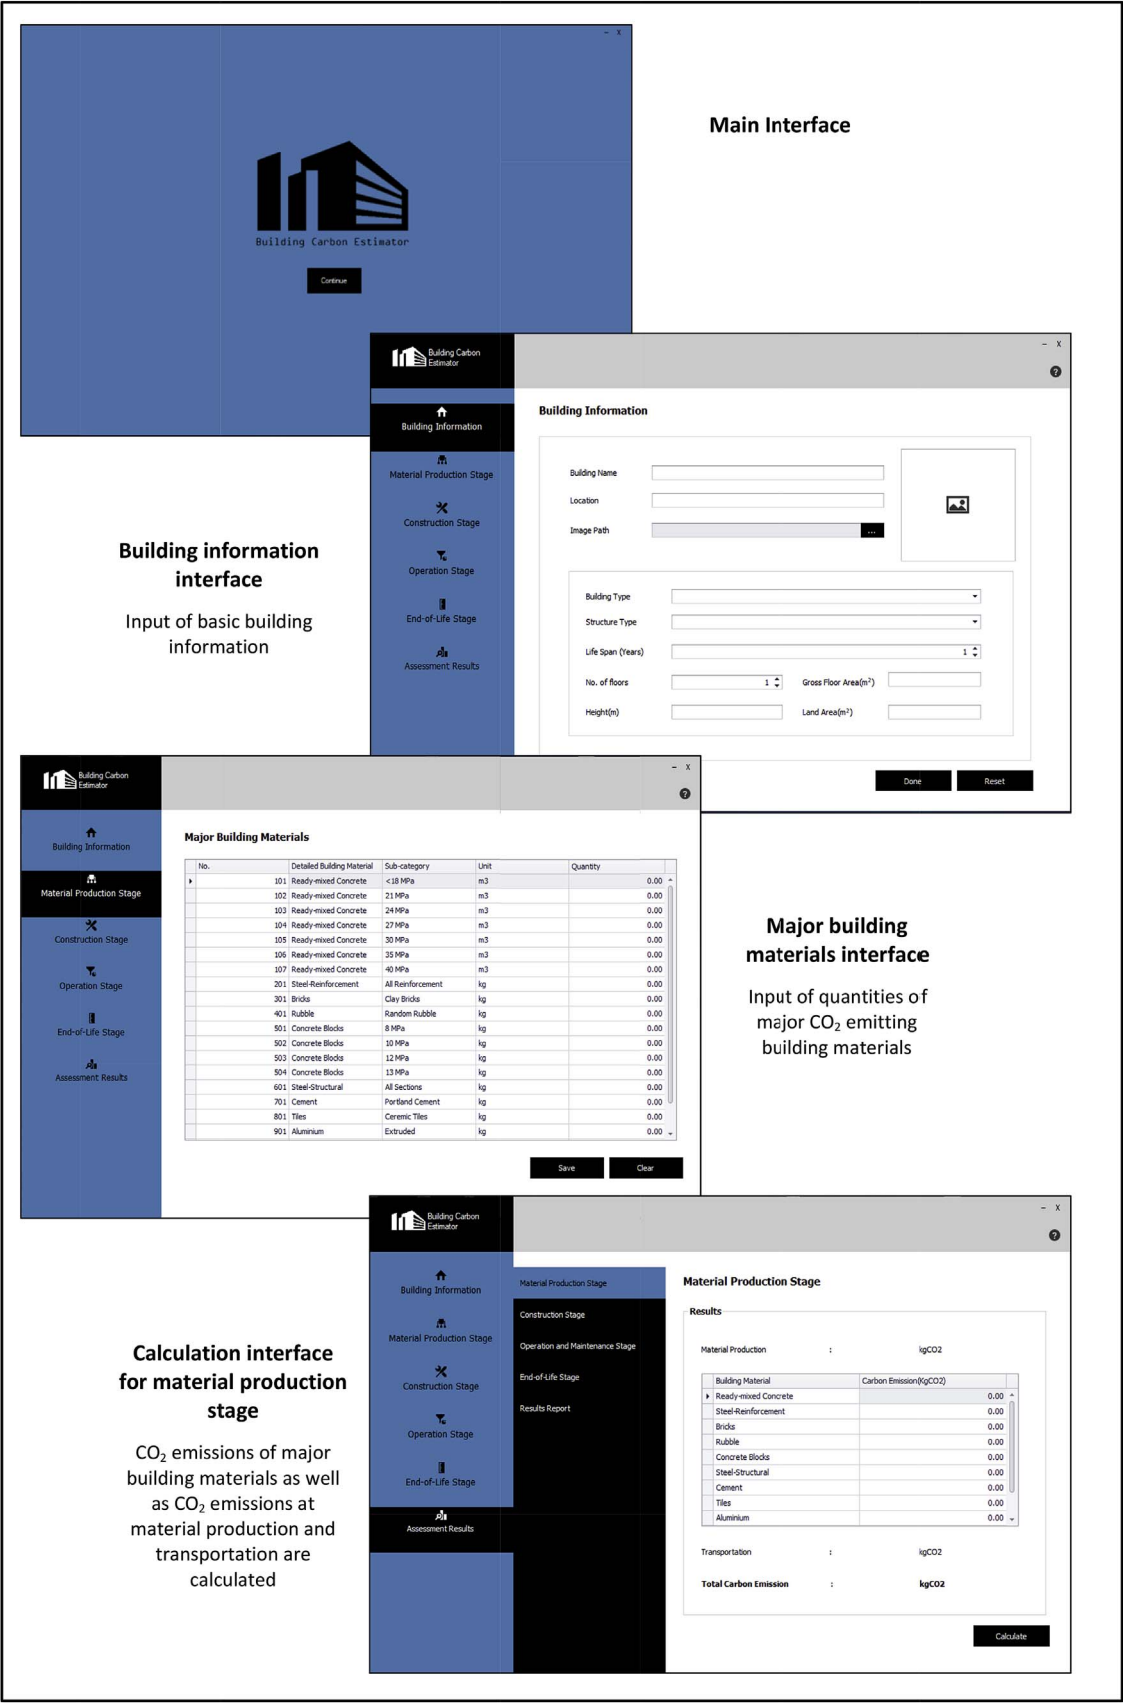 – x
Main Interface
Building Carbon Estimator
Continue
Building Carbon
Estimator
– x
?
Building Information
Material Production Stage
Construction Stage
Operation Stage
End-of-Life Stage
Assessment Results
Building Information
Building Name
Location
Image Path ...
Building Type
Structure Type
Life Span (Years) 1
No. of floors 1 Gross Floor Area(m²)
Height(m) Land Area(m²)
Done Reset
Building information
interface
Input of basic building
information
Building Carbon
Estimator
– x
?
Building Information
Material Production Stage
Construction Stage
Operation Stage
End-of-Life Stage
Assessment Results
Major Building Materials
No. Detailed Building Material Sub-category Unit Quantity
101 Ready-mixed Concrete <18 MPa m3 0.00
102 Ready-mixed Concrete 21 MPa m3 0.00
103 Ready-mixed Concrete 24 MPa m3 0.00
104 Ready-mixed Concrete 27 MPa m3 0.00
105 Ready-mixed Concrete 30 MPa m3 0.00
106 Ready-mixed Concrete 35 MPa m3 0.00
107 Ready-mixed Concrete 40 MPa m3 0.00
201 Steel-Reinforcement All Reinforcement kg 0.00
301 Bricks Clay Bricks kg 0.00
401 Rubble Random Rubble kg 0.00
501 Concrete Blocks 8 MPa kg 0.00
502 Concrete Blocks 10 MPa kg 0.00
503 Concrete Blocks 12 MPa kg 0.00
504 Concrete Blocks 13 MPa kg 0.00
601 Steel-Structural All Sections kg 0.00
701 Cement Portland Cement kg 0.00
801 Tiles Ceremic Tiles kg 0.00
901 Aluminium Extruded kg 0.00
Save Clear
Major building
materials interface
Input of quantities of
major CO₂ emitting
building materials
Building Carbon
Estimator
– x
?
Building Information
Material Production Stage
Construction Stage
Operation Stage
End-of-Life Stage
Assessment Results
Material Production Stage
Construction Stage
Operation and Maintenance Stage
End-of-Life Stage
Results Report
Material Production Stage
Results
Material Production : kgCO2
Building Material Carbon Emission(KgCO2)
Ready-mixed Concrete 0.00
Steel-Reinforcement 0.00
Bricks 0.00
Rubble 0.00
Concrete Blocks 0.00
Steel-Structural 0.00
Cement 0.00
Tiles 0.00
Aluminium 0.00
Transportation : kgCO2
Total Carbon Emission : kgCO2
Calculate
Calculation interface
for material production
stage
CO₂ emissions of major
building materials as well
as CO₂ emissions at
material production and
transportation are
calculated